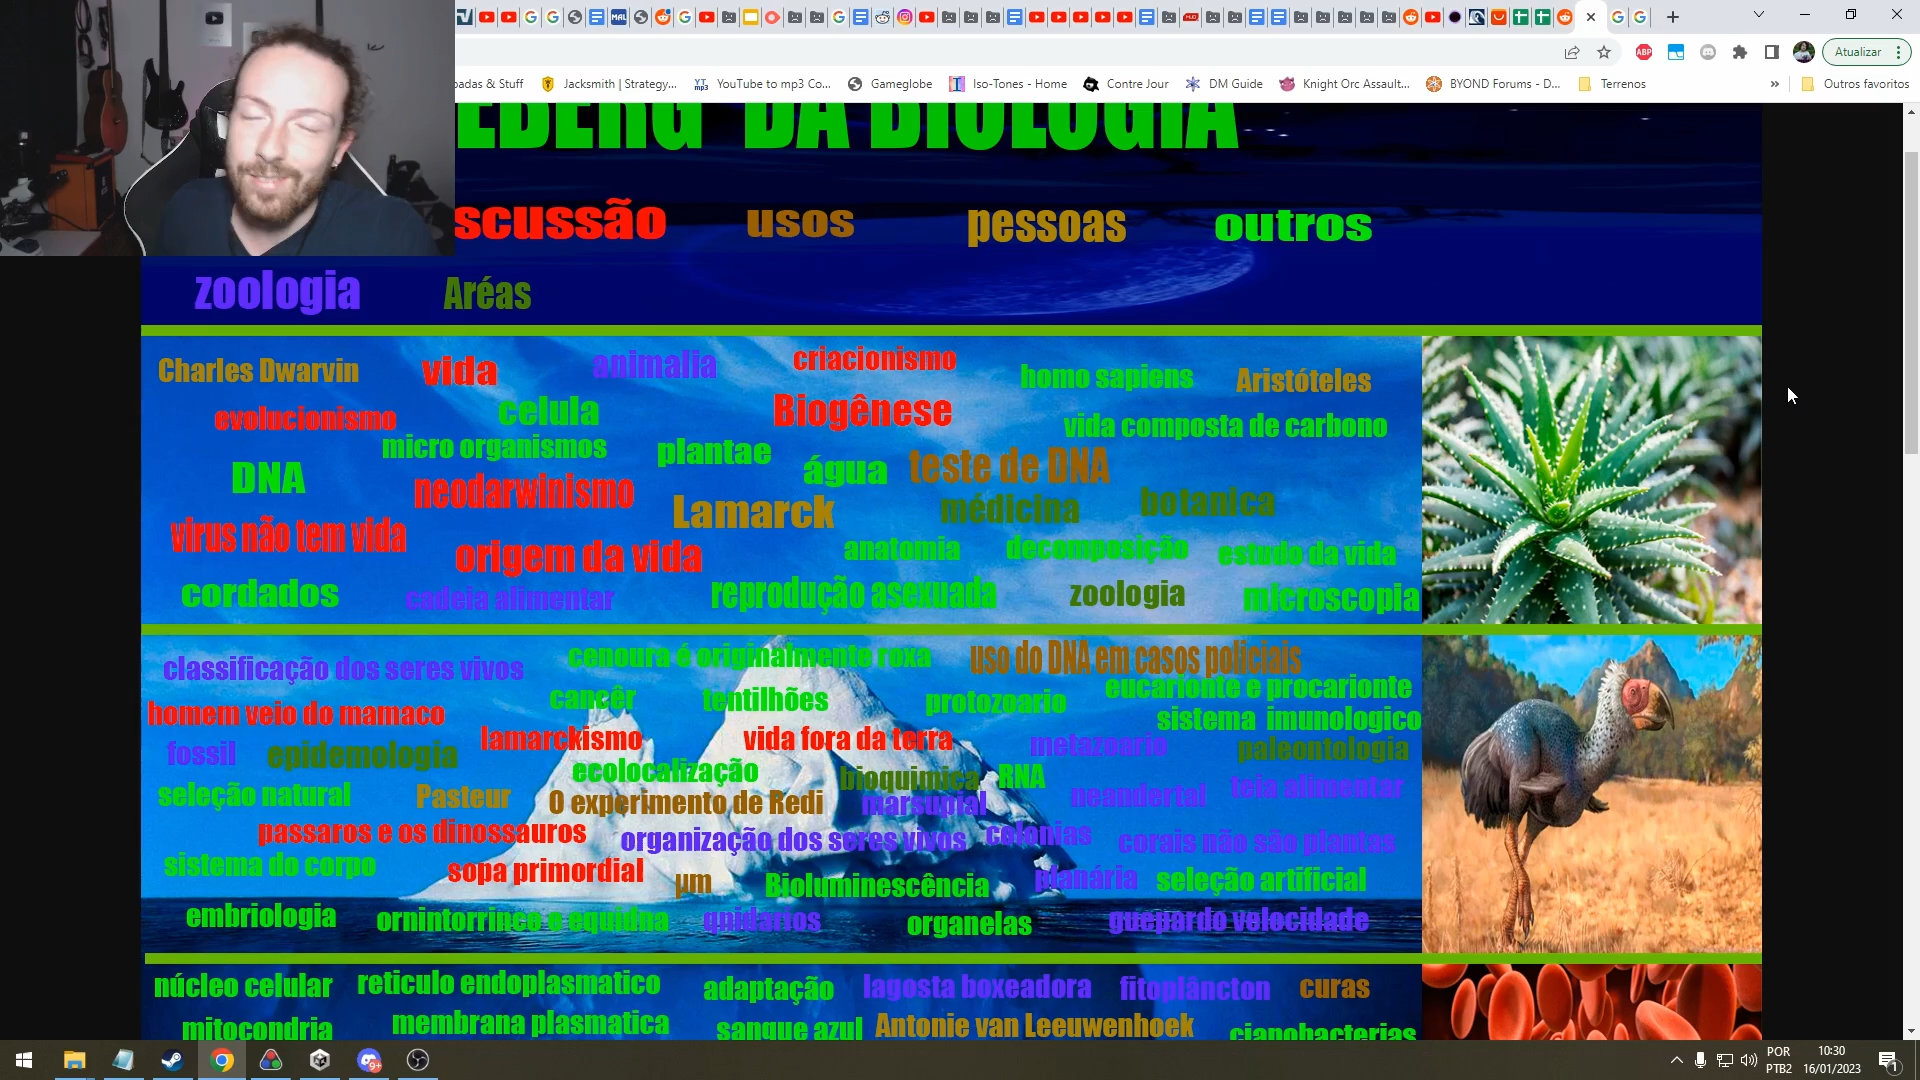 Atualizar
padas & Stuff
Jacksmith | Strategy...
YouTube to mp3 Co...
Gameglobe
Iso-Tones - Home
Contre Jour
DM Guide
Knight Orc Assault...
BYOND Forums - D...
Terrenos
»
Outros favoritos
EBERG DA BIOLOGIA
scussão usos pessoas outros
zoologia Aréas
Charles Dwarvin vida animalia criacionismo homo sapiens Aristóteles
evolucionismo celula Biogênese vida composta de carbono
micro organismos plantae água teste de DNA
DNA neodarwinismo Lamarck médicina botanica
virus não tem vida origem da vida anatomia decomposição estudo da vida
cordados cadeia alimentar reprodução asexuada zoologia microscopia
classificação dos seres vivos cenoura é originalmente roxa uso do DNA em casos policiais
cancêr tentilhões protozoario eucarionte e procarionte
homem veio do mamaco lamarckismo vida fora da terra sistema imunologico
fossil epidemologia metazoario paleontologia
ecolocalização bioquimica RNA
seleção natural Pasteur O experimento de Redi marsupial neandertal teia alimentar
passaros e os dinossauros organização dos seres vivos colonias corais não são plantas
sistema do corpo sopa primordial µm Bioluminescência planária seleção artificial
embriologia ornintorrinco e equidna qnidarios organelas guepardo velocidade
núcleo celular reticulo endoplasmatico adaptação lagosta boxeadora fitoplâncton curas
mitocondria membrana plasmatica sangue azul Antonie van Leeuwenhoek cianobacterias
POR 10:30
PTB2 16/01/2023